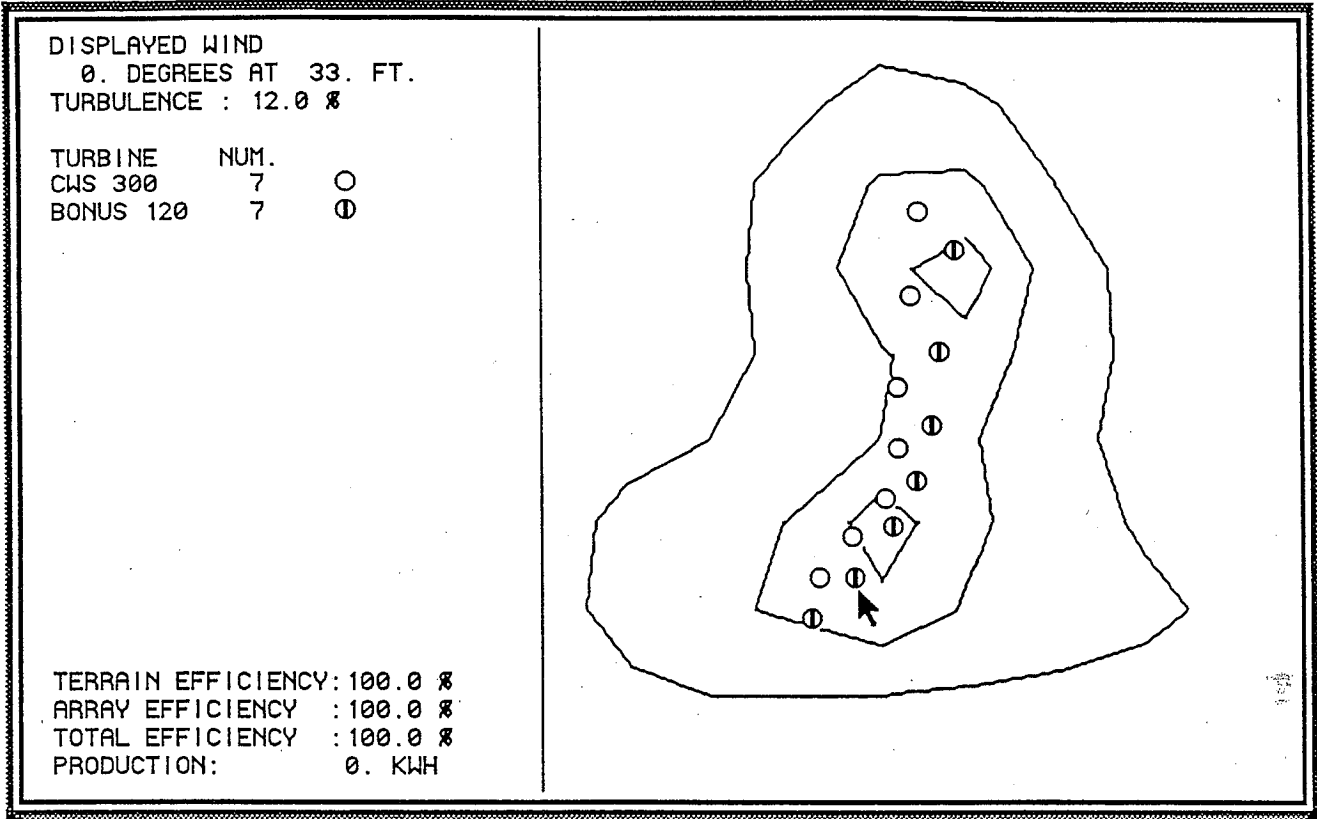 DISPLAYED WIND
0. DEGREES AT 33. FT.
TURBULENCE : 12.0 %
TURBINE NUM.
CWS 300 7
BONUS 120 7
TERRAIN EFFICIENCY:100.0 %
ARRAY EFFICIENCY :100.0 %
TOTAL EFFICIENCY :100.0 %
PRODUCTION: 0. KWH